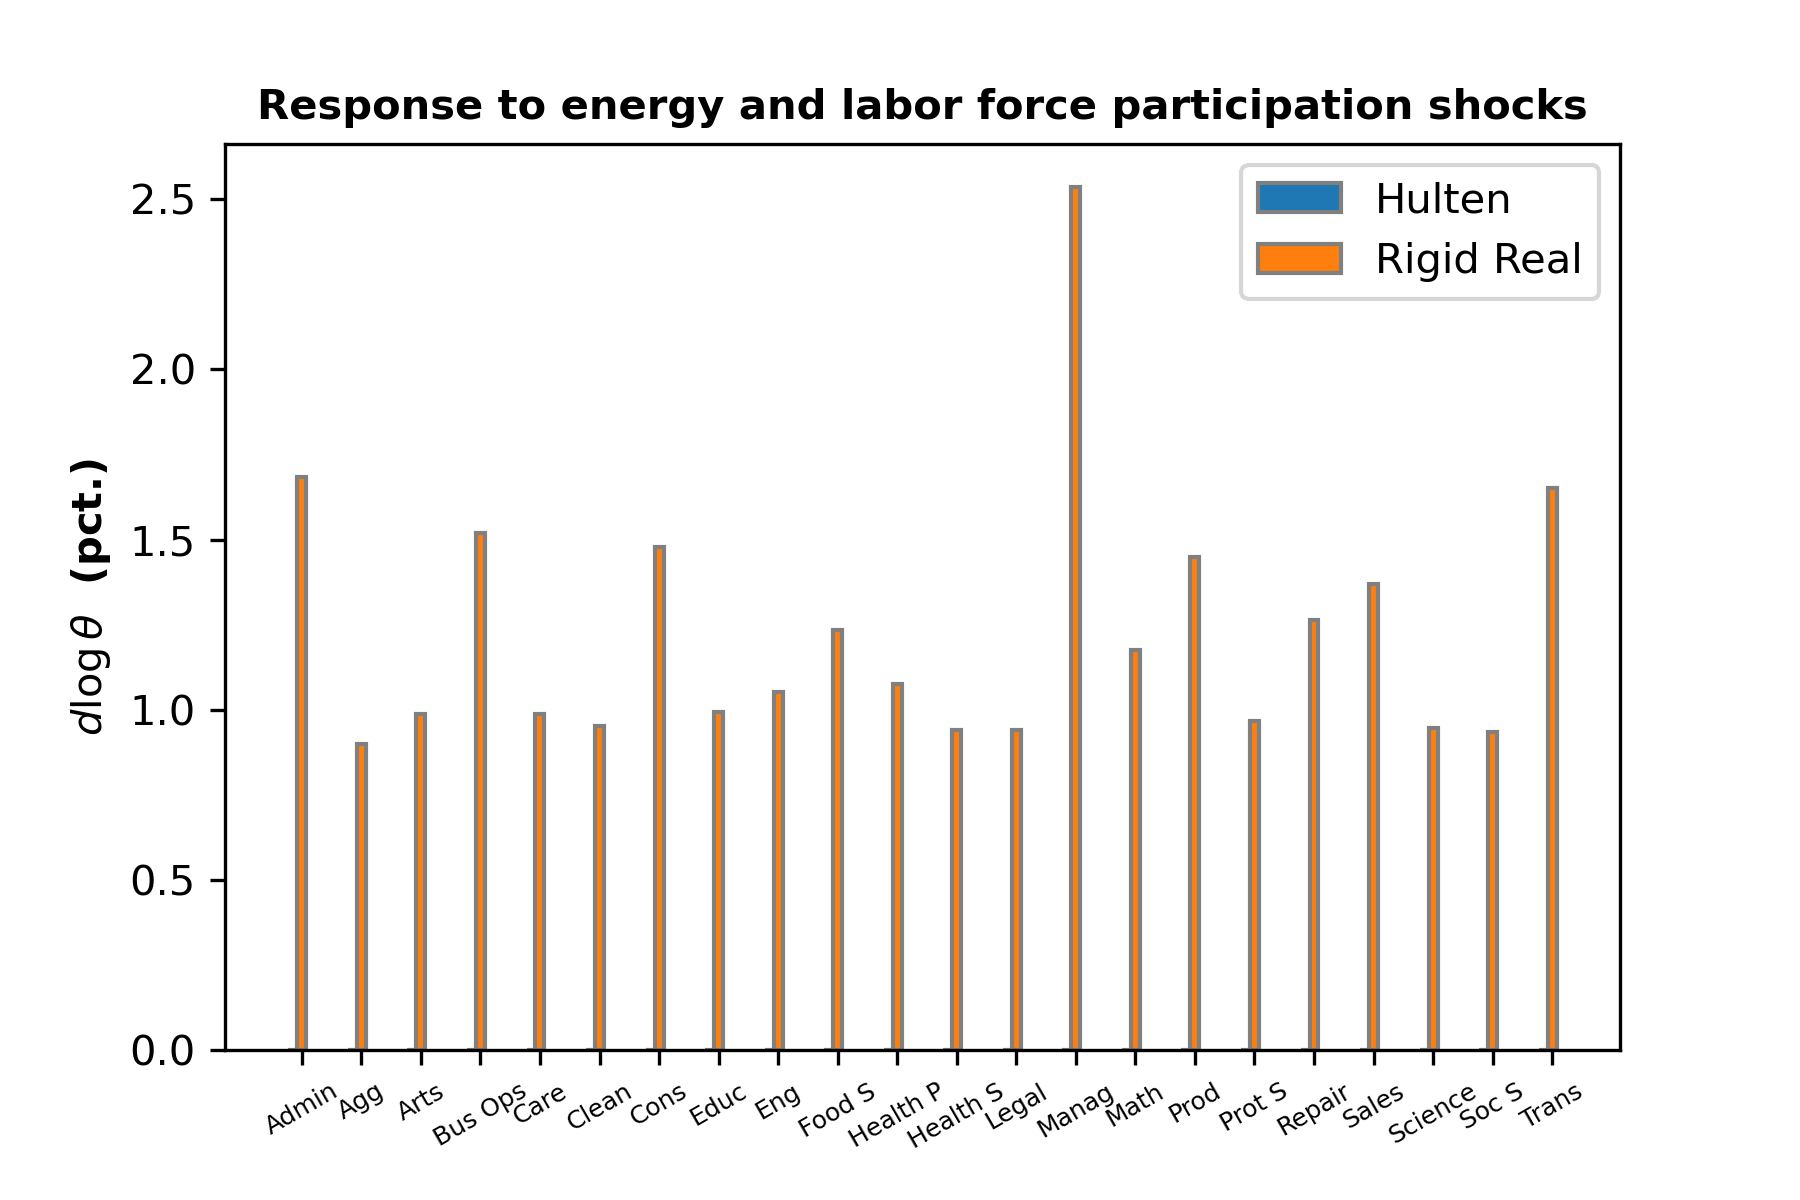 Response to energy and labor force participation shocks
Hulten
Rigid Real
d log θ (pct.)
2.5
2.0
1.5
1.0
0.5
0.0
Admin
Agg
Arts
Bus Ops
Care
Clean
Cons
Educ
Eng
Food S
Health P
Health S
Legal
Manag
Math
Prod
Prot S
Repair
Sales
Science
Soc S
Trans